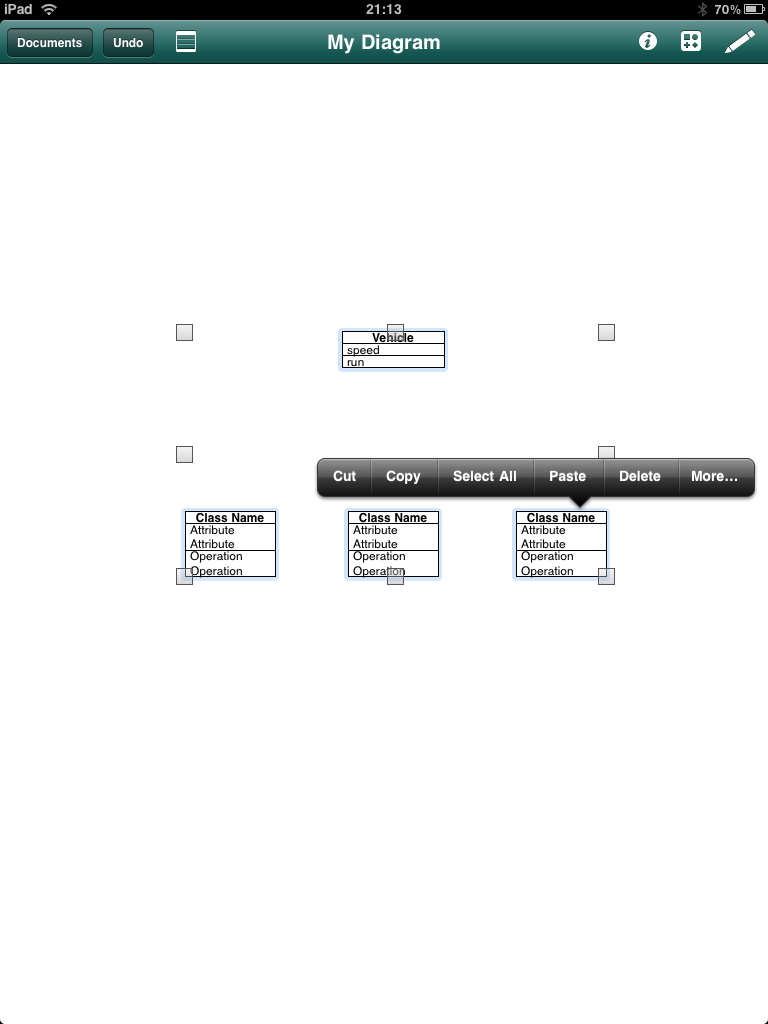 iPad 21:13 70%
Documents Undo My Diagram
Vehicle
speed
run
Cut Copy Select All Paste Delete More...
Class Name Class Name Class Name
Attribute Attribute Attribute
Attribute Attribute Attribute
Operation Operation Operation
Operation Operation Operation